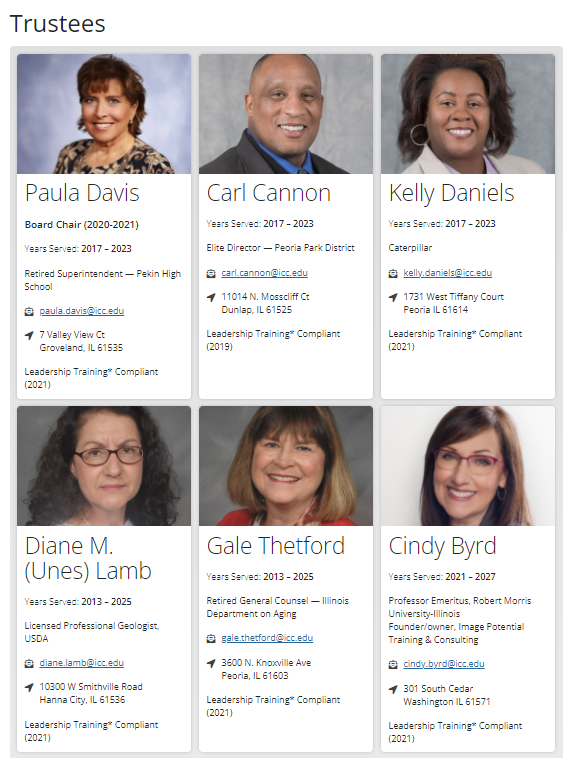 Trustees
Paula Davis
Board Chair (2020-2021)
Years Served: 2017 – 2023
Retired Superintendent — Pekin High
School
paula.davis@icc.edu
7 Valley View Ct
Groveland, IL 61535
Leadership Training* Compliant
(2021)
Carl Cannon
Years Served: 2017 – 2023
Elite Director — Peoria Park District
carl.cannon@icc.edu
11014 N. Mosscliff Ct
Dunlap, IL 61525
Leadership Training* Compliant
(2019)
Kelly Daniels
Years Served: 2017 – 2023
Caterpillar
kelly.daniels@icc.edu
1731 West Tiffany Court
Peoria IL 61614
Leadership Training* Compliant
(2021)
Diane M.
(Unes) Lamb
Years Served: 2013 – 2025
Licensed Professional Geologist,
USDA
diane.lamb@icc.edu
10300 W Smithville Road
Hanna City, IL 61536
Leadership Training* Compliant
(2021)
Gale Thetford
Years Served: 2013 – 2025
Retired General Counsel — Illinois
Department on Aging
gale.thetford@icc.edu
3600 N. Knoxville Ave
Peoria, IL 61603
Leadership Training* Compliant
(2021)
Cindy Byrd
Years Served: 2021 – 2027
Professor Emeritus, Robert Morris
University-Illinois
Founder/owner, Image Potential
Training & Consulting
cindy.byrd@icc.edu
301 South Cedar
Washington IL 61571
Leadership Training* Compliant
(2021)